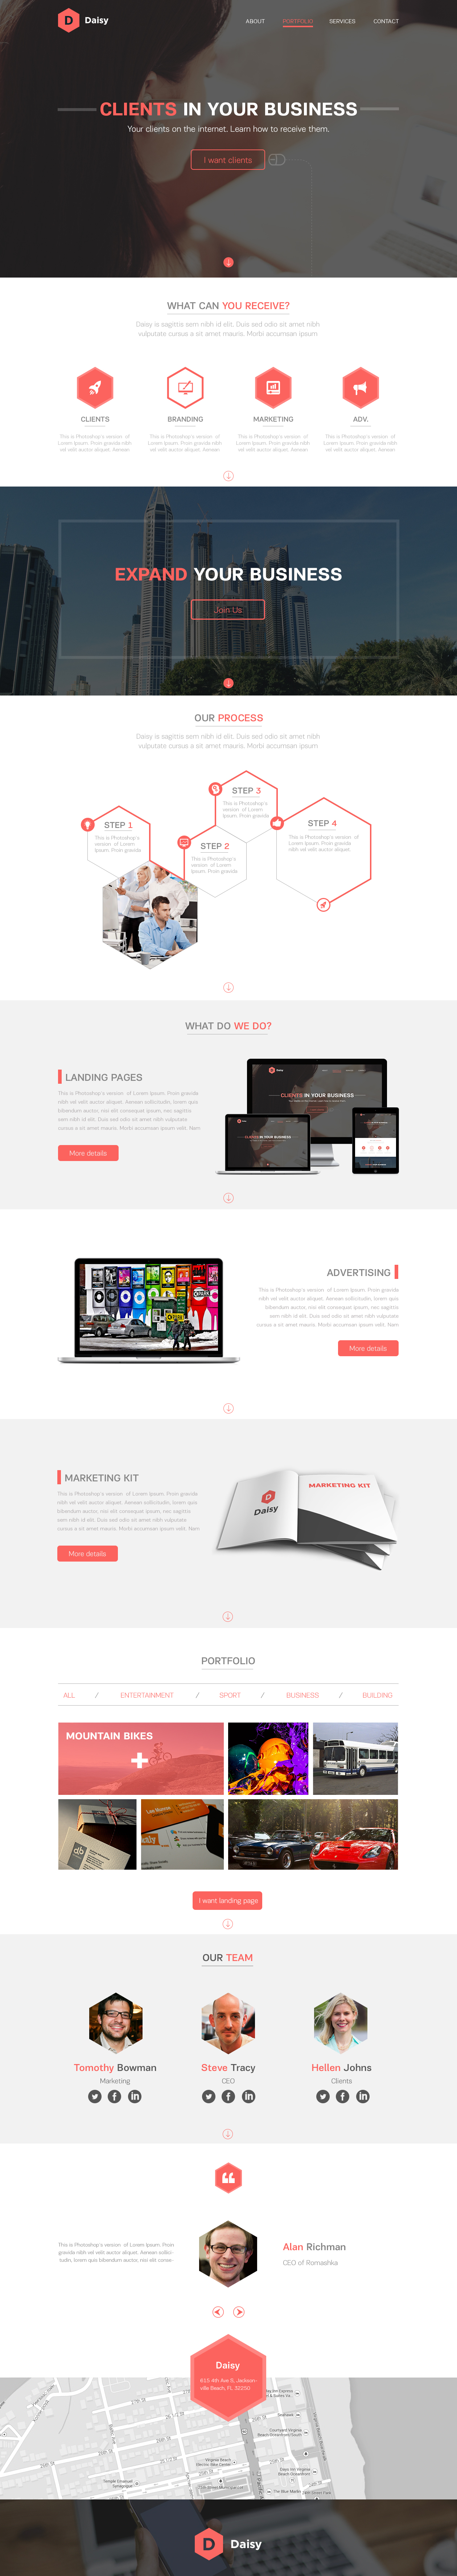 D Daisy
ABOUT PORTFOLIO SERVICES CONTACT
CLIENTS IN YOUR BUSINESS
Your clients on the internet. Learn how to receive them.
I want clients
WHAT CAN YOU RECEIVE?
Daisy is sagittis sem nibh id elit. Duis sed odio sit amet nibh
vulputate cursus a sit amet mauris. Morbi accumsan ipsum
CLIENTS
This is Photoshop's version of
Lorem Ipsum. Proin gravida nibh
vel velit auctor aliquet. Aenean
BRANDING
This is Photoshop's version of
Lorem Ipsum. Proin gravida nibh
vel velit auctor aliquet. Aenean
MARKETING
This is Photoshop's version of
Lorem Ipsum. Proin gravida nibh
vel velit auctor aliquet. Aenean
ADV.
This is Photoshop's version of
Lorem Ipsum. Proin gravida nibh
vel velit auctor aliquet. Aenean
EXPAND YOUR BUSINESS
Join Us
OUR PROCESS
Daisy is sagittis sem nibh id elit. Duis sed odio sit amet nibh
vulputate cursus a sit amet mauris. Morbi accumsan ipsum
STEP 1
This is Photoshop's
version of Lorem
Ipsum. Proin gravida
STEP 2
This is Photoshop's
version of Lorem
Ipsum. Proin gravida
STEP 3
This is Photoshop's
version of Lorem
Ipsum. Proin gravida
STEP 4
This is Photoshop's version of
Lorem Ipsum. Proin gravida
nibh vel velit auctor aliquet.
WHAT DO WE DO?
LANDING PAGES
This is Photoshop's version of Lorem Ipsum. Proin gravida
nibh vel velit auctor aliquet. Aenean sollicitudin, lorem quis
bibendum auctor, nisi elit consequat ipsum, nec sagittis
sem nibh id elit. Duis sed odio sit amet nibh vulputate
cursus a sit amet mauris. Morbi accumsan ipsum velit. Nam
More details
CLIENTS IN YOUR BUSINESS
CLIENTS IN YOUR BUSINESS
ADVERTISING
This is Photoshop's version of Lorem Ipsum. Proin gravida
nibh vel velit auctor aliquet. Aenean sollicitudin, lorem quis
bibendum auctor, nisi elit consequat ipsum, nec sagittis
sem nibh id elit. Duis sed odio sit amet nibh vulputate
cursus a sit amet mauris. Morbi accumsan ipsum velit. Nam
More details
MARKETING KIT
This is Photoshop's version of Lorem Ipsum. Proin gravida
nibh vel velit auctor aliquet. Aenean sollicitudin, lorem quis
bibendum auctor, nisi elit consequat ipsum, nec sagittis
sem nibh id elit. Duis sed odio sit amet nibh vulputate
cursus a sit amet mauris. Morbi accumsan ipsum velit. Nam
More details
D
Daisy
MARKETING KIT
PORTFOLIO
ALL / ENTERTAINMENT / SPORT / BUSINESS / BUILDING
MOUNTAIN BIKES
db
I want landing page
OUR TEAM
Tomothy Bowman
Marketing
Steve Tracy
CEO
Hellen Johns
Clients
This is Photoshop's version of Lorem Ipsum. Proin
gravida nibh vel velit auctor aliquet. Aenean sollici-
tudin, lorem quis bibendum auctor, nisi elit conse-
Alan Richman
CEO of Romashka
Daisy
615 4th Ave S, Jackson-
ville Beach, FL 32250
D Daisy